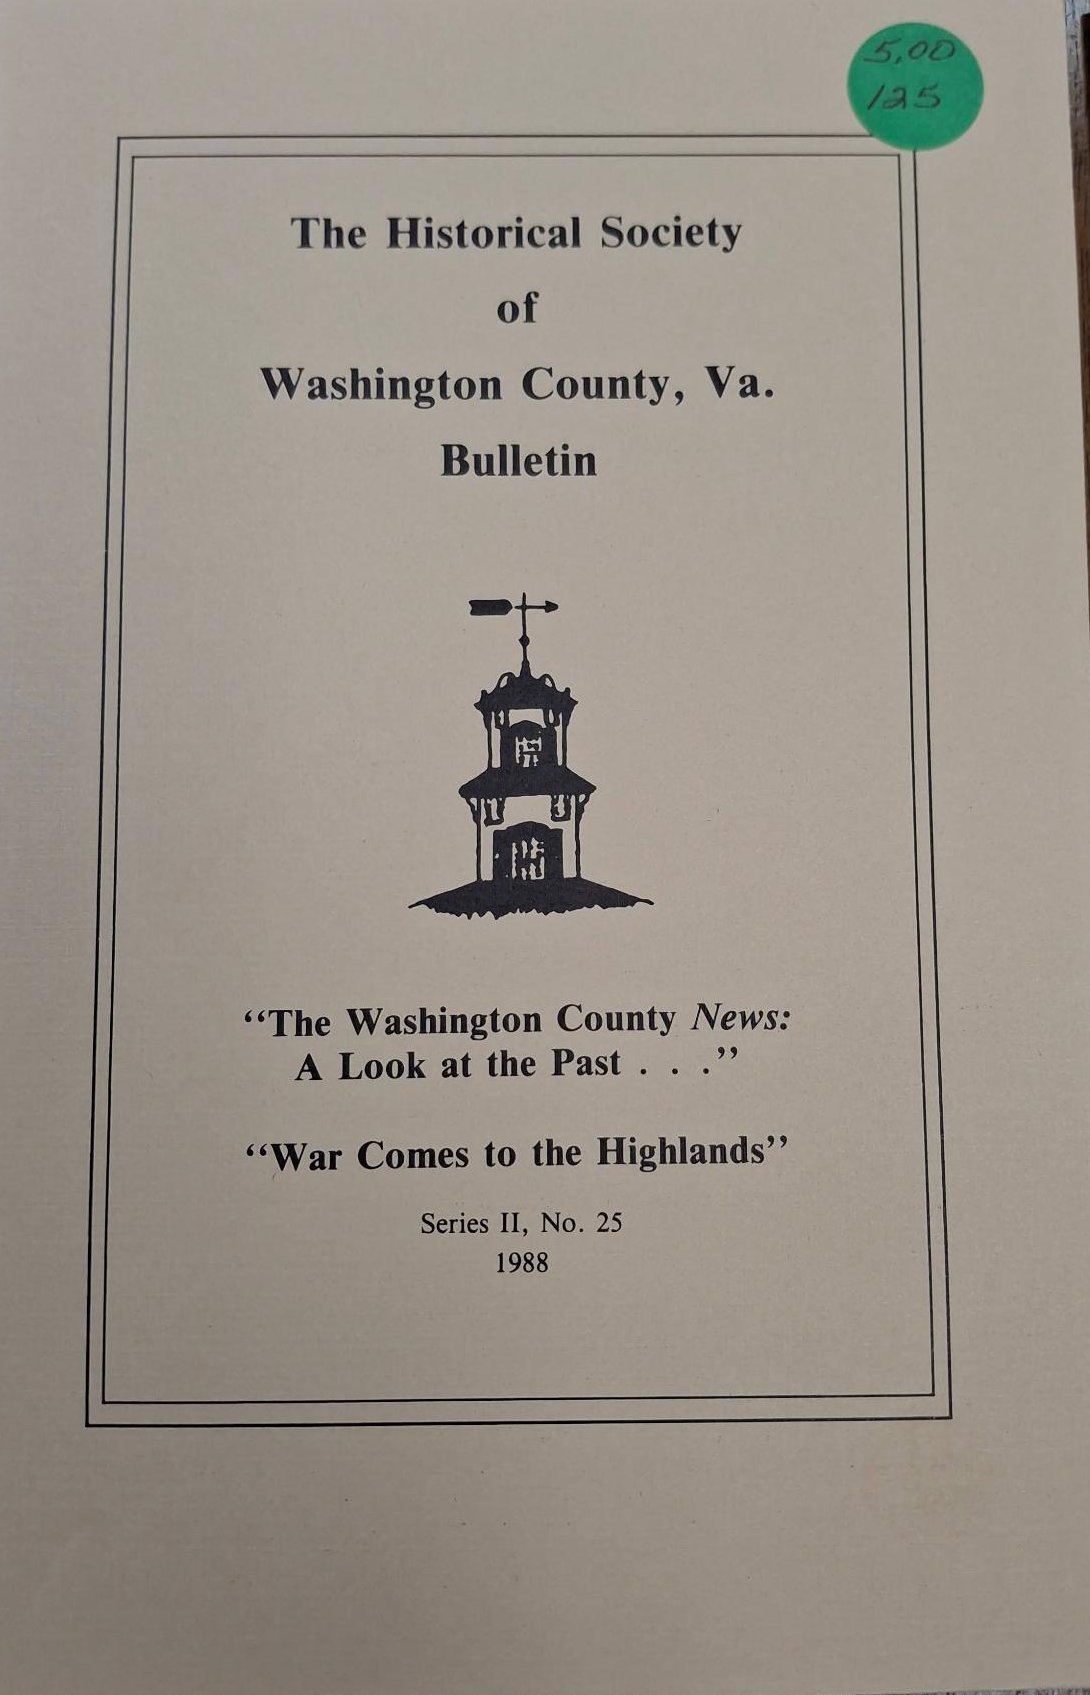 5.00
125
The Historical Society
of
Washington County, Va.
Bulletin
“The Washington County News:
A Look at the Past . . .”
“War Comes to the Highlands”
Series II, No. 25
1988